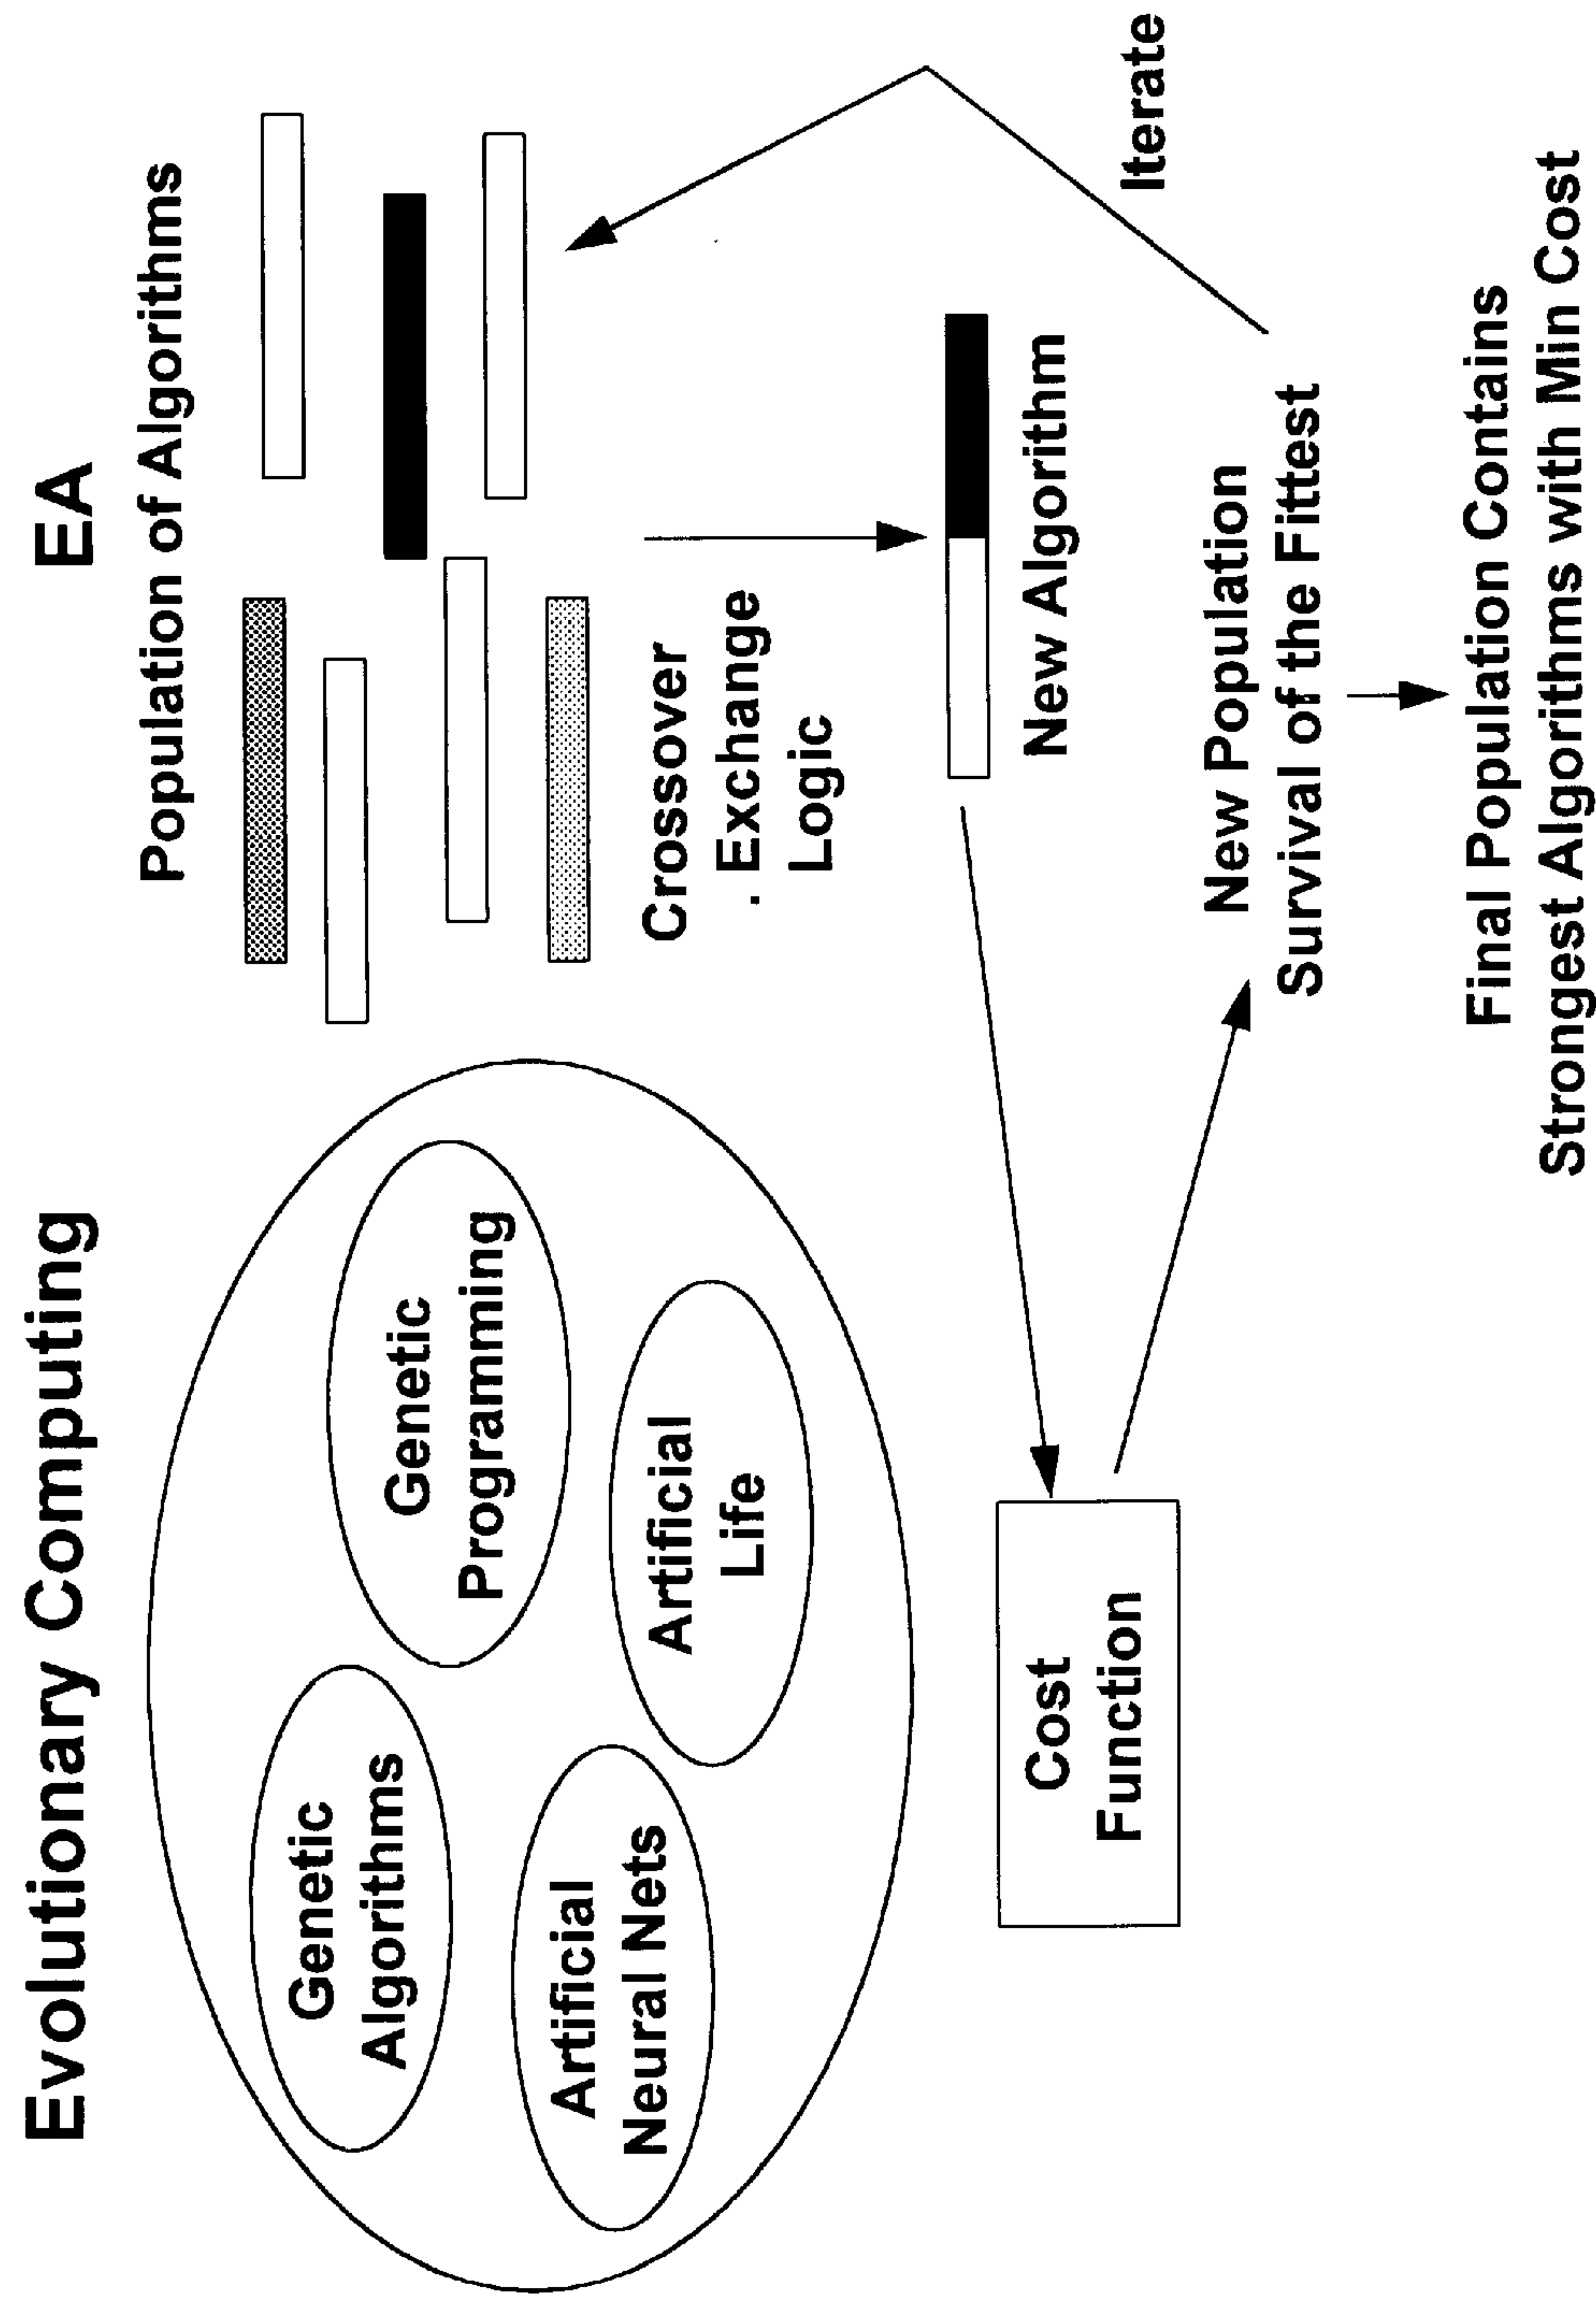 Evolutionary Computing
Genetic
Algorithms
Genetic
Programming
Artificial
Neural Nets
Artificial
Life
EA
Population of Algorithms
Crossover
. Exchange
Logic
New Algorithm
Cost
Function
New Population
Survival of the Fittest
Iterate
Final Population Contains
Strongest Algorithms with Min Cost